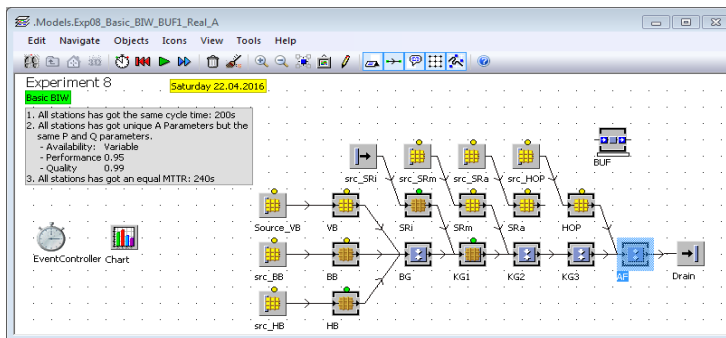 .Models.Exp08_Basic_BIW_BUF1_Real_A
Edit Navigate Objects Icons View Tools Help
Experiment 8
Saturday 22.04.2016
Basic BIW
1. All stations has got the same cycle time: 200s
2. All stations has got unique A Parameters but the
same P and Q parameters.
- Availability: Variable
- Performance 0.95
- Quality 0.99
3. All stations has got an equal MTTR: 240s
BUF
src_SRi src_SRm src_SRa src_HOP
Source_VB VB SRi SRm SRa HOP
EventController Chart
src_BB BB BG KG1 KG2 KG3 AF Drain
src_HB HB